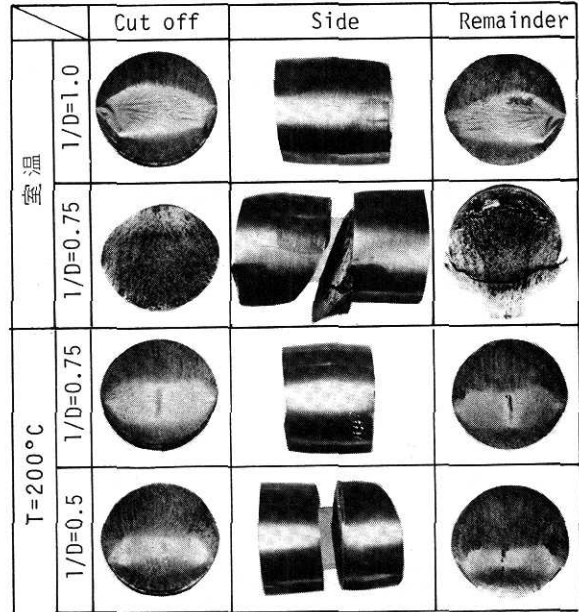 Cut off Side Remainder
室温
l/D=1.0
l/D=0.75
T=200°C
l/D=0.75
l/D=0.5